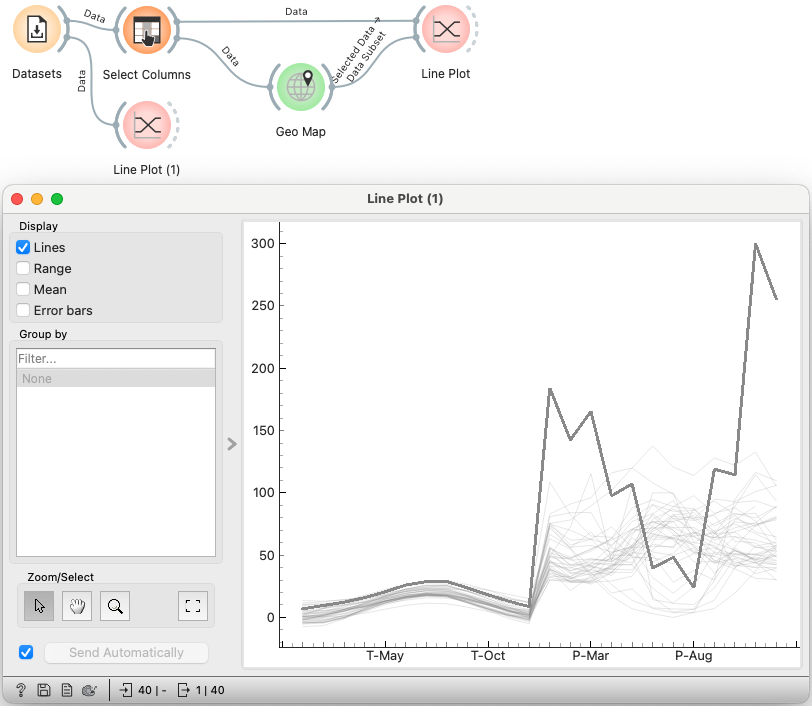 Data
Data
Data
Data
Selected Data →
Data Subset
Datasets
Select Columns
Line Plot
Geo Map
Line Plot (1)
Line Plot (1)
Display
Lines
Range
Mean
Error bars
Group by
Filter...
None
Zoom/Select
Send Automatically
300
250
200
150
100
50
0
T-May
T-Oct
P-Mar
P-Aug
? 40 | - 1 | 40